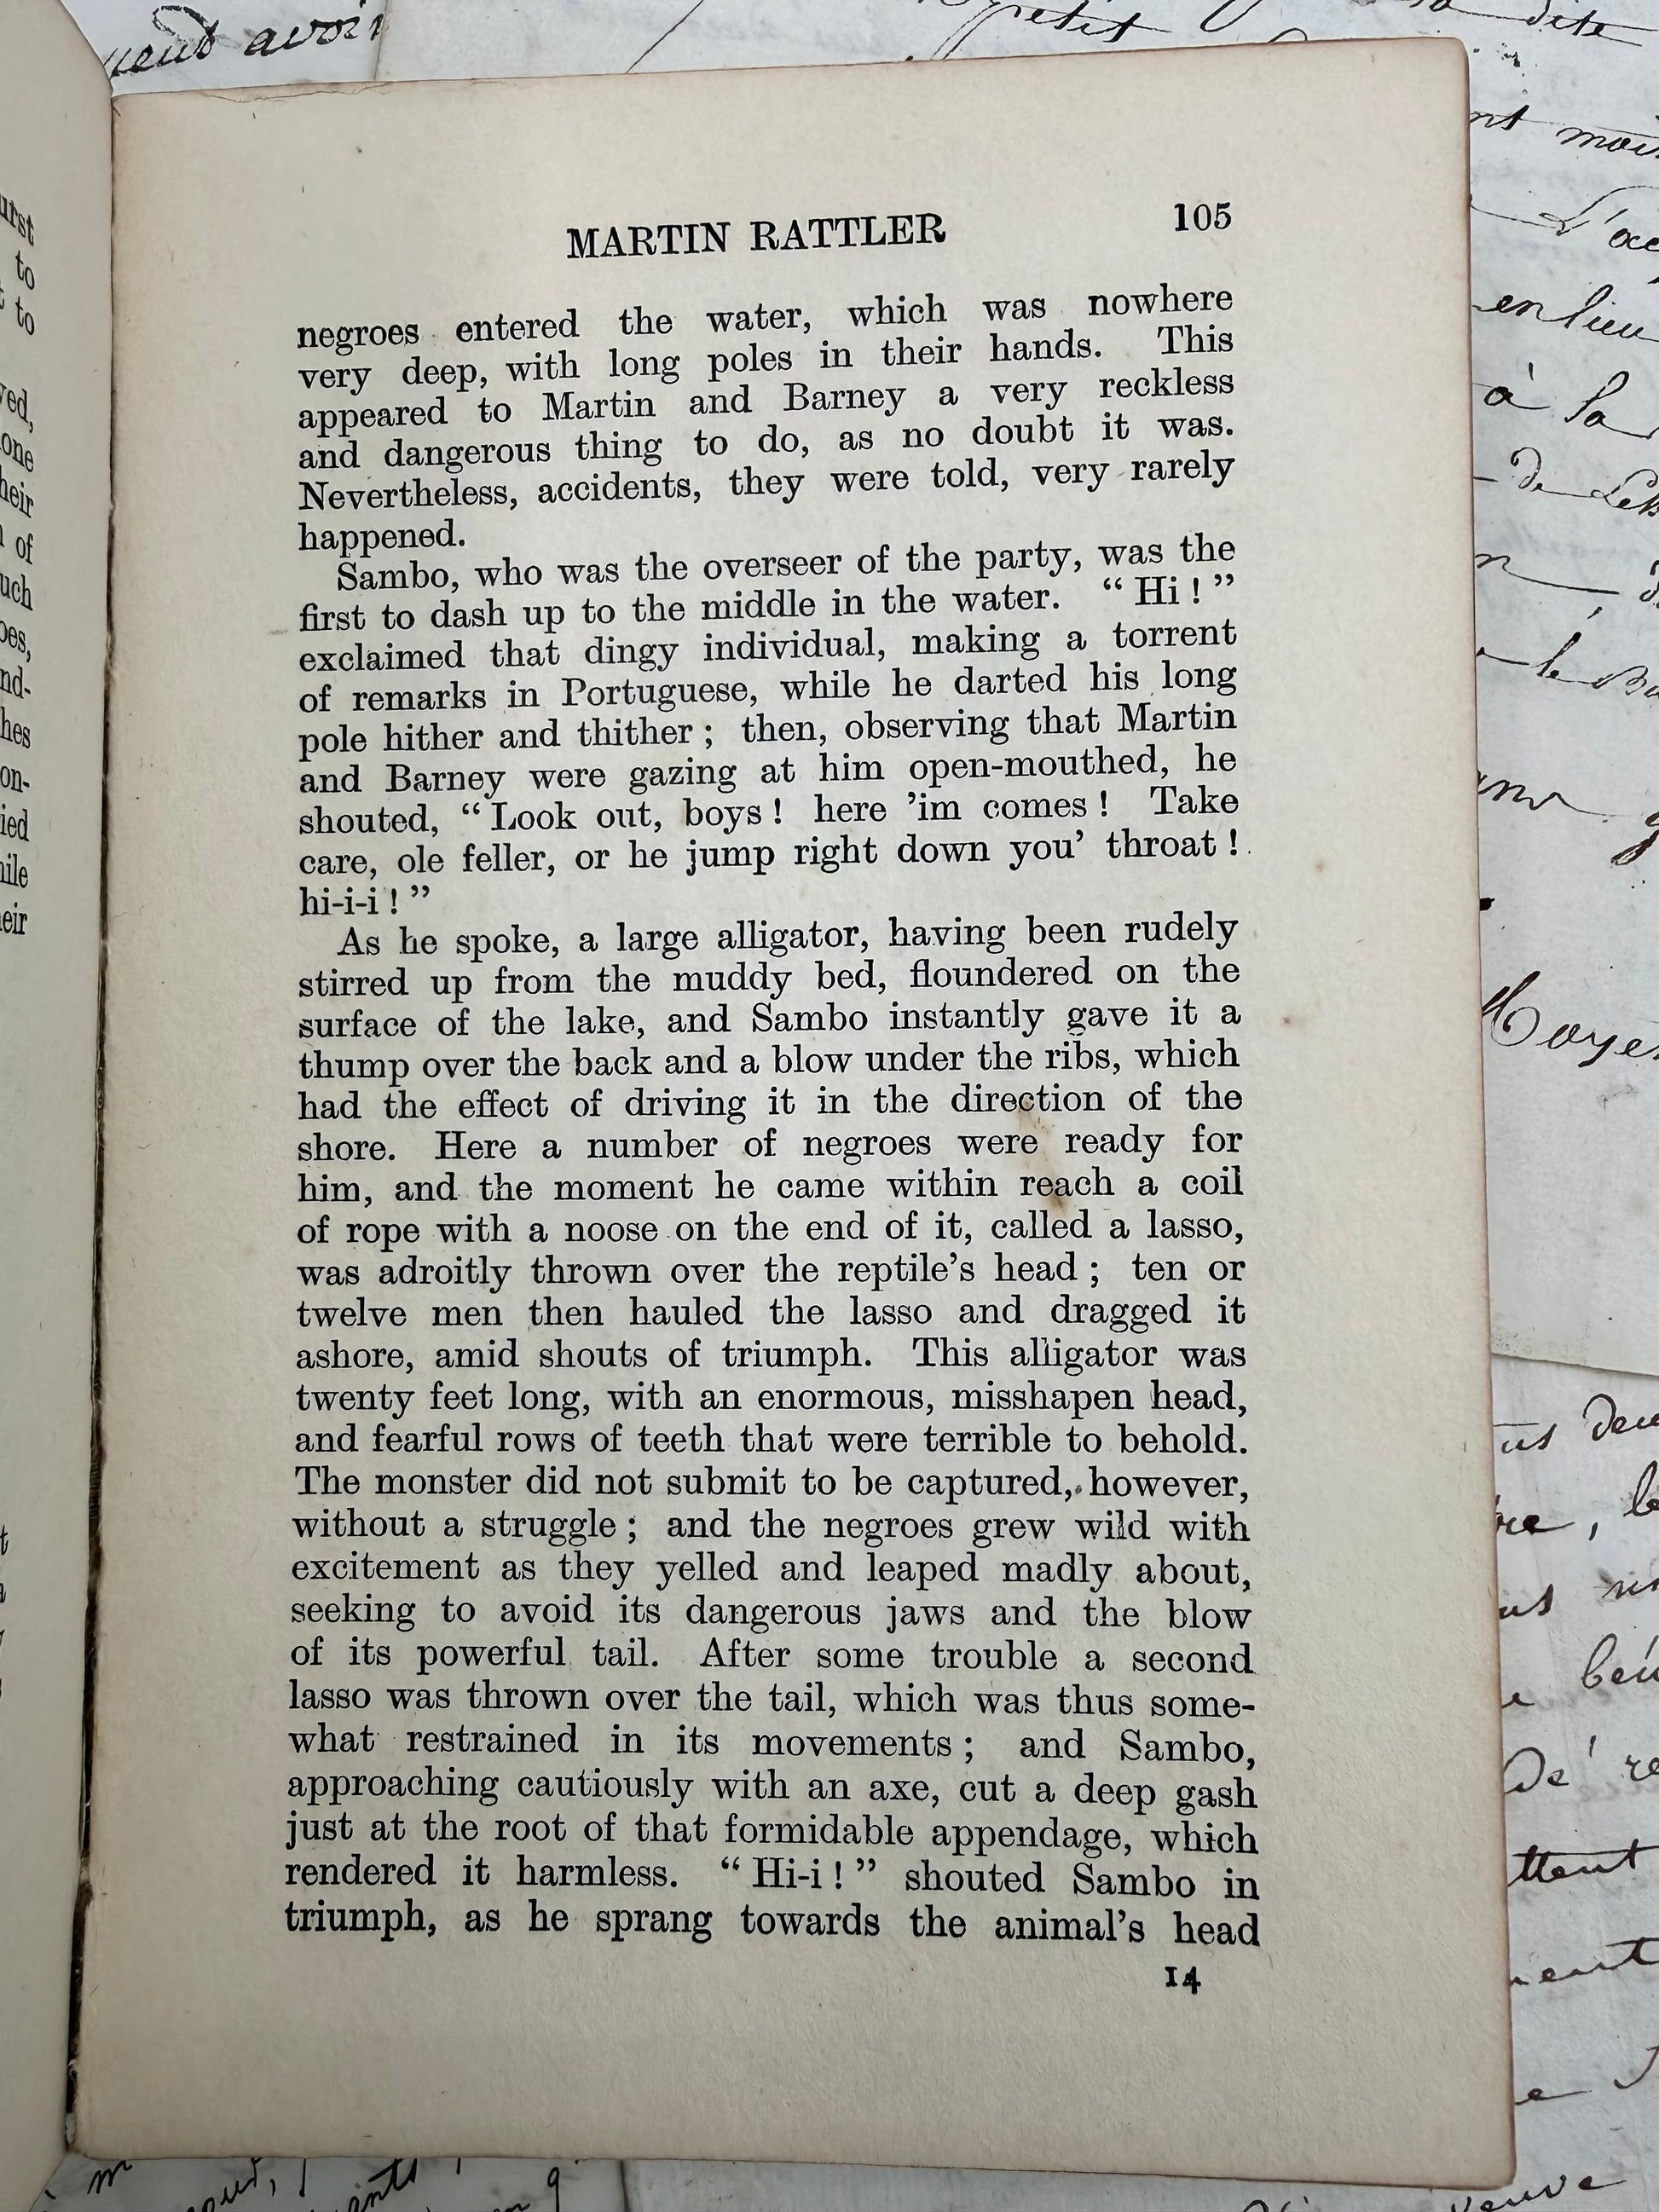 MARTIN RATTLER 105
negroes entered the water, which was nowhere
very deep, with long poles in their hands. This
appeared to Martin and Barney a very reckless
and dangerous thing to do, as no doubt it was.
Nevertheless, accidents, they were told, very rarely
happened.
Sambo, who was the overseer of the party, was the
first to dash up to the middle in the water. “ Hi ! ”
exclaimed that dingy individual, making a torrent
of remarks in Portuguese, while he darted his long
pole hither and thither ; then, observing that Martin
and Barney were gazing at him open-mouthed, he
shouted, “ Look out, boys ! here ’im comes ! Take
care, ole feller, or he jump right down you’ throat !
hi-i-i ! ”
As he spoke, a large alligator, having been rudely
stirred up from the muddy bed, floundered on the
surface of the lake, and Sambo instantly gave it a
thump over the back and a blow under the ribs, which
had the effect of driving it in the direction of the
shore. Here a number of negroes were ready for
him, and the moment he came within reach a coil
of rope with a noose on the end of it, called a lasso,
was adroitly thrown over the reptile’s head ; ten or
twelve men then hauled the lasso and dragged it
ashore, amid shouts of triumph. This alligator was
twenty feet long, with an enormous, misshapen head,
and fearful rows of teeth that were terrible to behold.
The monster did not submit to be captured, however,
without a struggle ; and the negroes grew wild with
excitement as they yelled and leaped madly about,
seeking to avoid its dangerous jaws and the blow
of its powerful tail. After some trouble a second
lasso was thrown over the tail, which was thus some-
what restrained in its movements ; and Sambo,
approaching cautiously with an axe, cut a deep gash
just at the root of that formidable appendage, which
rendered it harmless. “ Hi-i ! ” shouted Sambo in
triumph, as he sprang towards the animal’s head
14
to
to
of
avoir
petit
dite
en lieu
à la